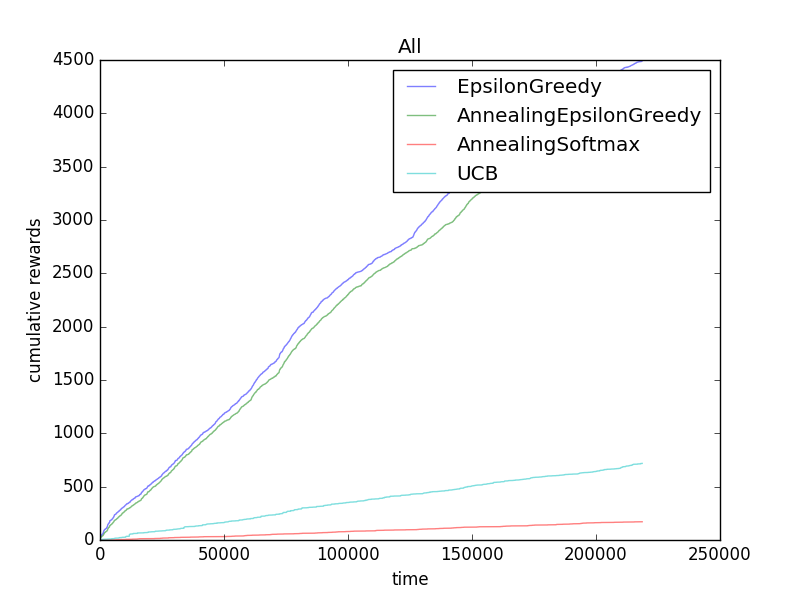 All
4500
4000
3500
3000
2500
2000
1500
1000
500
0
cumulative rewards
EpsilonGreedy
AnnealingEpsilonGreedy
AnnealingSoftmax
UCB
0
50000
100000
150000
200000
250000
time